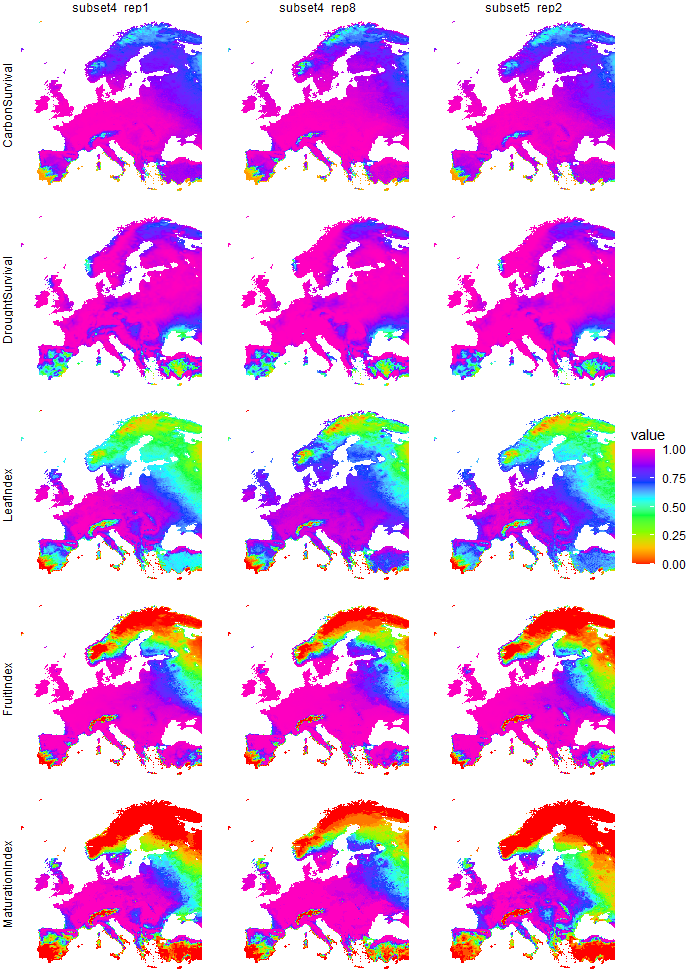 subset4_rep1
subset4_rep8
subset5_rep2
CarbonSurvival
DroughtSurvival
LeafIndex
FruitIndex
MaturationIndex
value
1.00
0.75
0.50
0.25
0.00